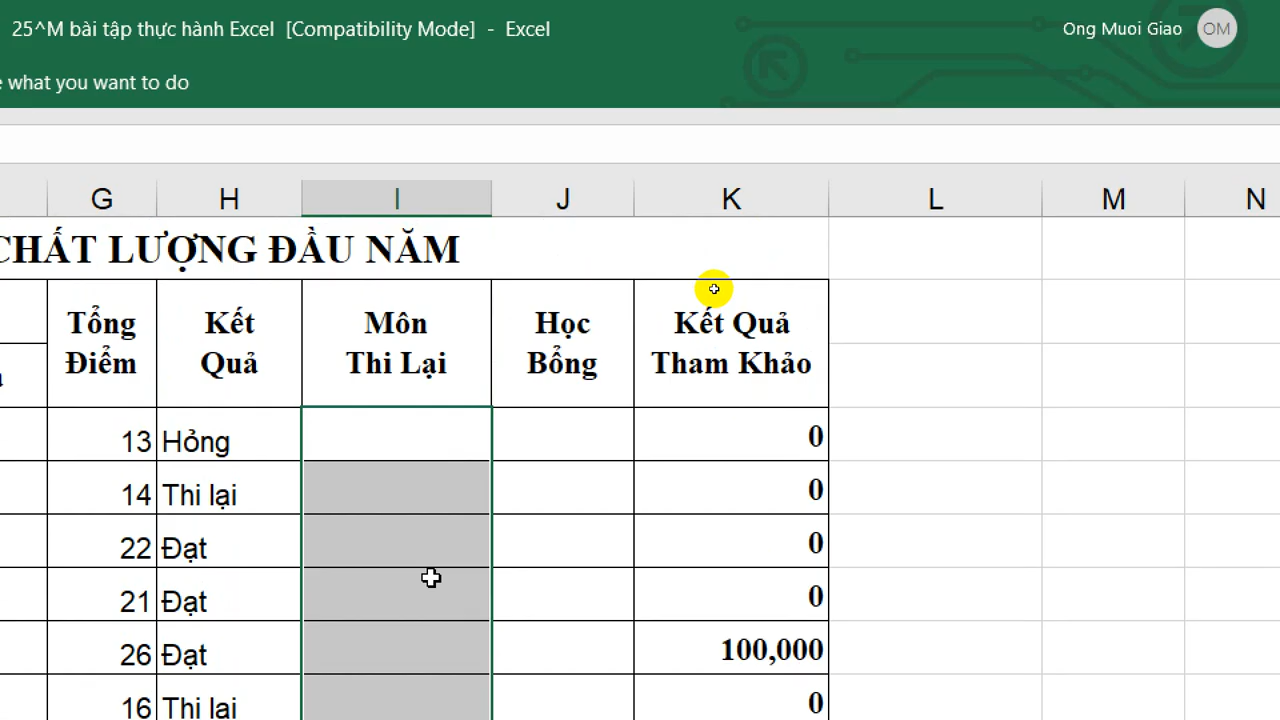 25^M bài tập thực hành Excel [Compatibility Mode] - Excel
Ong Muoi Giao OM
what you want to do
G H I J K L M N
CHẤT LƯỢNG ĐẦU NĂM
Tổng Điểm
Kết Quả
Môn Thi Lại
Học Bổng
Kết Quả Tham Khảo
13 Hỏng 0
14 Thi lại 0
22 Đạt 0
21 Đạt 0
26 Đạt 100,000
16 Thi lại 0